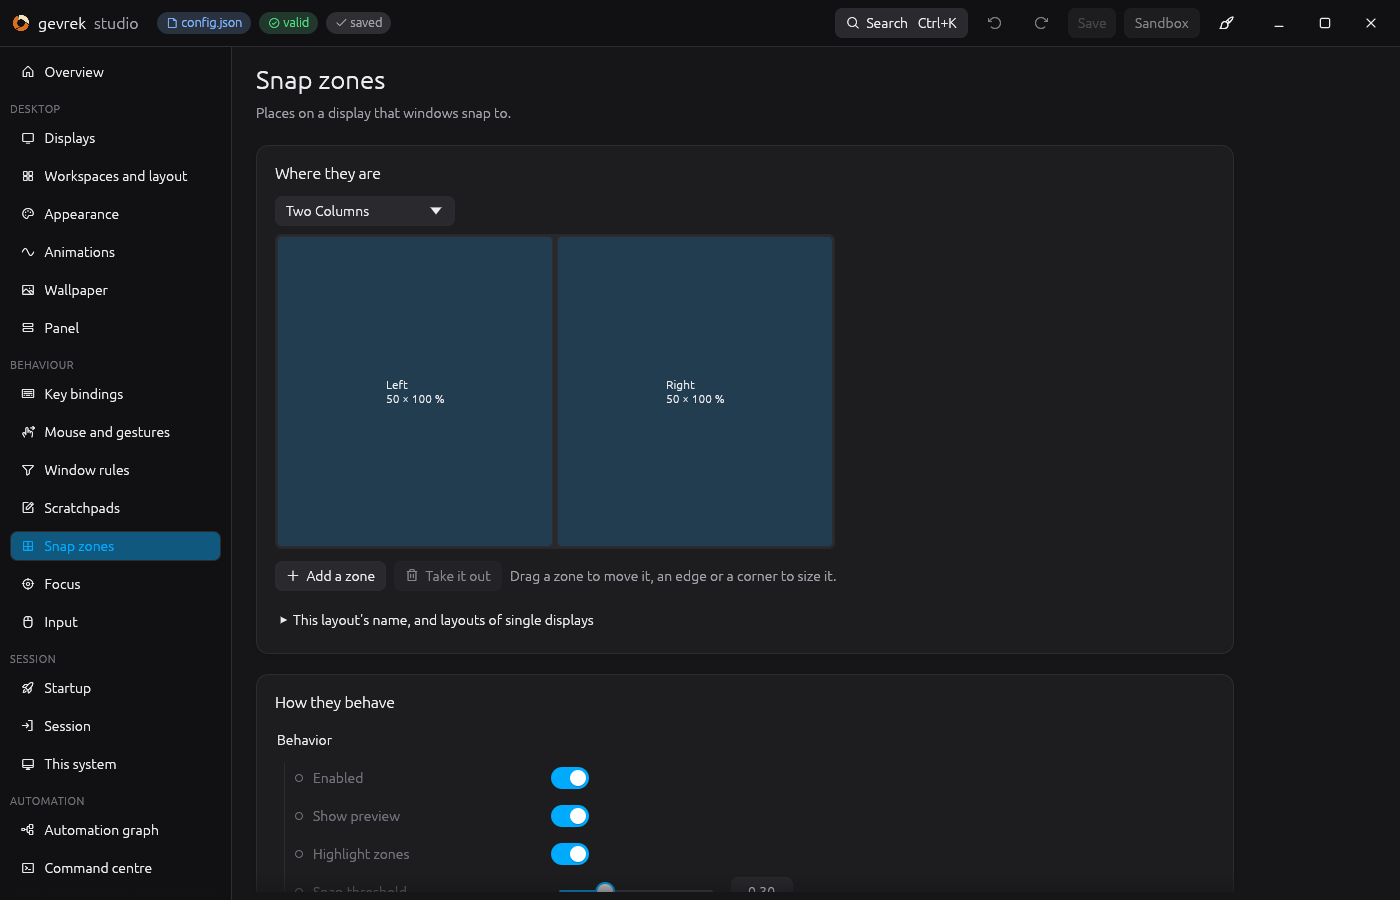 gevrek studio config.json valid saved Search Ctrl+K Save Sandbox
Overview
DESKTOP
Displays
Workspaces and layout
Appearance
Animations
Wallpaper
Panel
BEHAVIOUR
Key bindings
Mouse and gestures
Window rules
Scratchpads
Snap zones
Focus
Input
SESSION
Startup
Session
This system
AUTOMATION
Automation graph
Command centre
Snap zones
Places on a display that windows snap to.
Where they are
Two Columns
Left
50 × 100 %
Right
50 × 100 %
Add a zone Take it out Drag a zone to move it, an edge or a corner to size it.
This layout's name, and layouts of single displays
How they behave
Behavior
Enabled
Show preview
Highlight zones
Snap threshold 0.30